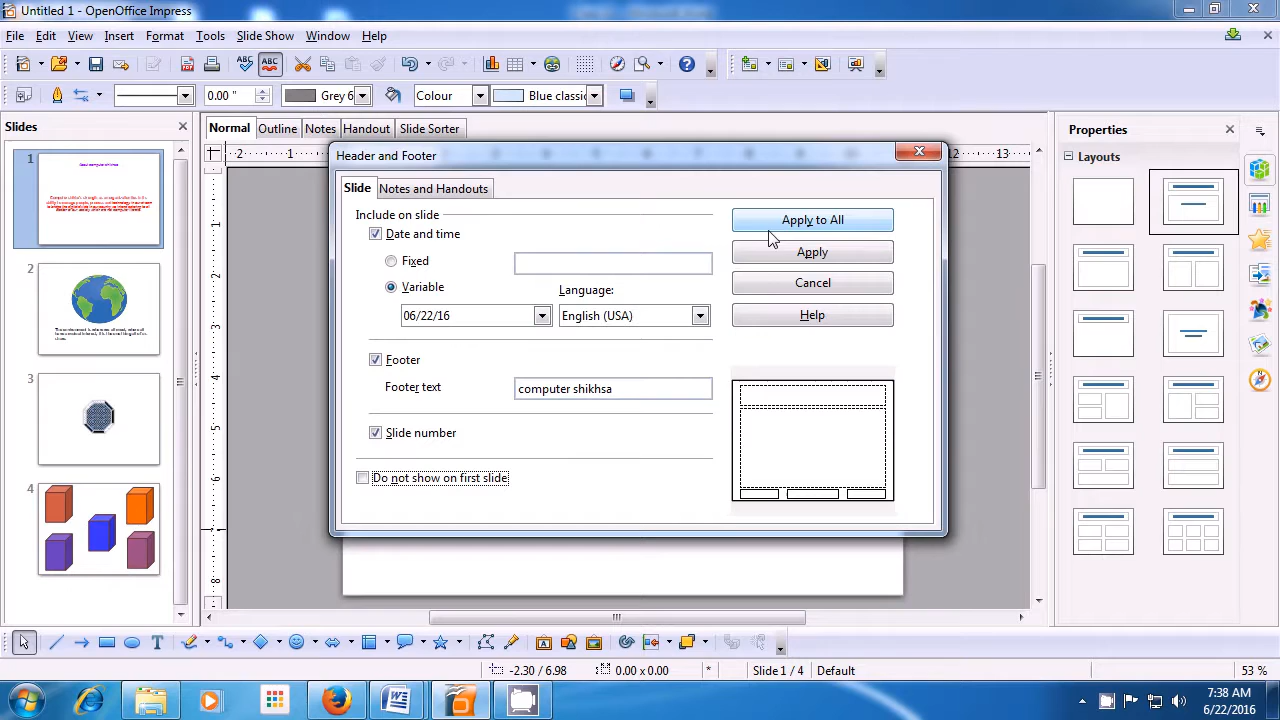 Untitled 1 - OpenOffice Impress
File Edit View Insert Format Tools Slide Show Window Help
0.00 " Grey 6 Colour Blue classic
Slides
Normal Outline Notes Handout Slide Sorter
Properties
Layouts
Header and Footer
Slide Notes and Handouts
Include on slide
Date and time
Fixed
Variable
Language:
06/22/16 English (USA)
Footer
Footer text computer shikhsa
Slide number
Do not show on first slide
Apply to All
Apply
Cancel
Help
1
2
3
4
-2.30 / 6.98 0.00 x 0.00 * Slide 1 / 4 Default 53 %
7:38 AM
6/22/2016